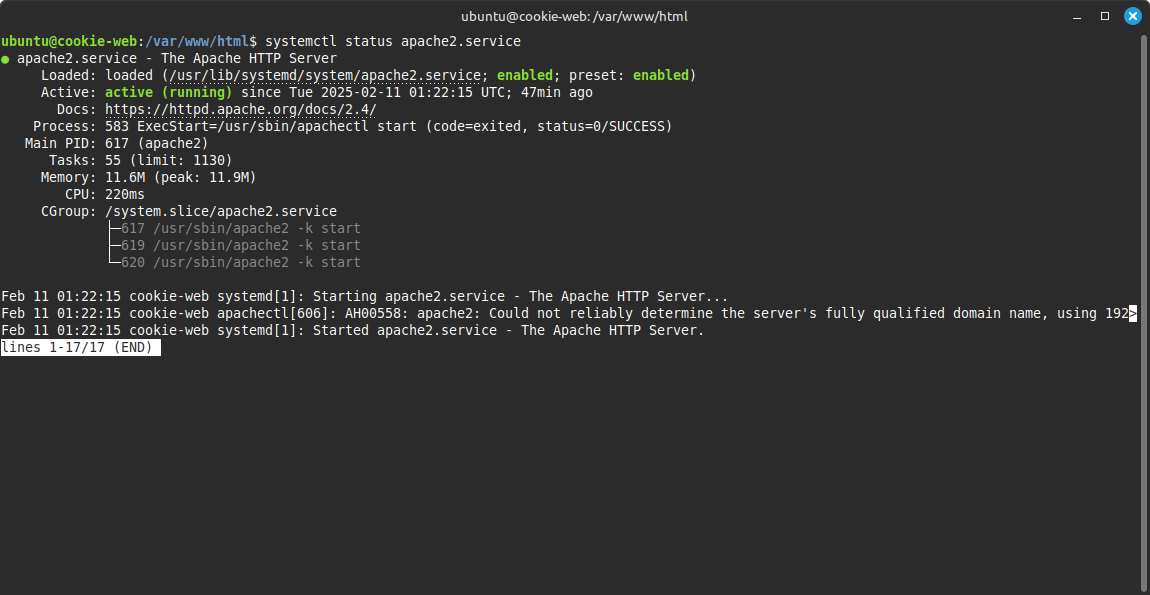 ubuntu@cookie-web: /var/www/html
ubuntu@cookie-web:/var/www/html$ systemctl status apache2.service
● apache2.service - The Apache HTTP Server
     Loaded: loaded (/usr/lib/systemd/system/apache2.service; enabled; preset: enabled)
     Active: active (running) since Tue 2025-02-11 01:22:15 UTC; 47min ago
       Docs: https://httpd.apache.org/docs/2.4/
    Process: 583 ExecStart=/usr/sbin/apachectl start (code=exited, status=0/SUCCESS)
   Main PID: 617 (apache2)
      Tasks: 55 (limit: 1130)
     Memory: 11.6M (peak: 11.9M)
        CPU: 220ms
     CGroup: /system.slice/apache2.service
             ├─617 /usr/sbin/apache2 -k start
             ├─619 /usr/sbin/apache2 -k start
             └─620 /usr/sbin/apache2 -k start
Feb 11 01:22:15 cookie-web systemd[1]: Starting apache2.service - The Apache HTTP Server...
Feb 11 01:22:15 cookie-web apachectl[606]: AH00558: apache2: Could not reliably determine the server's fully qualified domain name, using 192>
Feb 11 01:22:15 cookie-web systemd[1]: Started apache2.service - The Apache HTTP Server.
lines 1-17/17 (END)